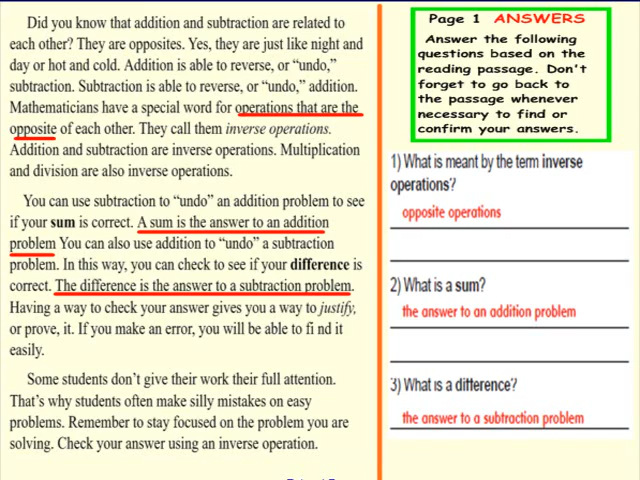 Did you know that addition and subtraction are related to
each other? They are opposites. Yes, they are just like night and
day or hot and cold. Addition is able to reverse, or “undo,”
subtraction. Subtraction is able to reverse, or “undo,” addition.
Mathematicians have a special word for operations that are the
opposite of each other. They call them inverse operations.
Addition and subtraction are inverse operations. Multiplication
and division are also inverse operations.
You can use subtraction to “undo” an addition problem to see
if your sum is correct. A sum is the answer to an addition
problem You can also use addition to “undo” a subtraction
problem. In this way, you can check to see if your difference is
correct. The difference is the answer to a subtraction problem.
Having a way to check your answer gives you a way to justify,
or prove, it. If you make an error, you will be able to fi nd it
easily.
Some students don’t give their work their full attention.
That’s why students often make silly mistakes on easy
problems. Remember to stay focused on the problem you are
solving. Check your answer using an inverse operation.
Page 1 ANSWERS
Answer the following
questions based on the
reading passage. Don't
forget to go back to
the passage whenever
necessary to find or
confirm your answers.
1) What is meant by the term inverse
operations?
opposite operations
2) What is a sum?
the answer to an addition problem
3) What is a difference?
the answer to a subtraction problem